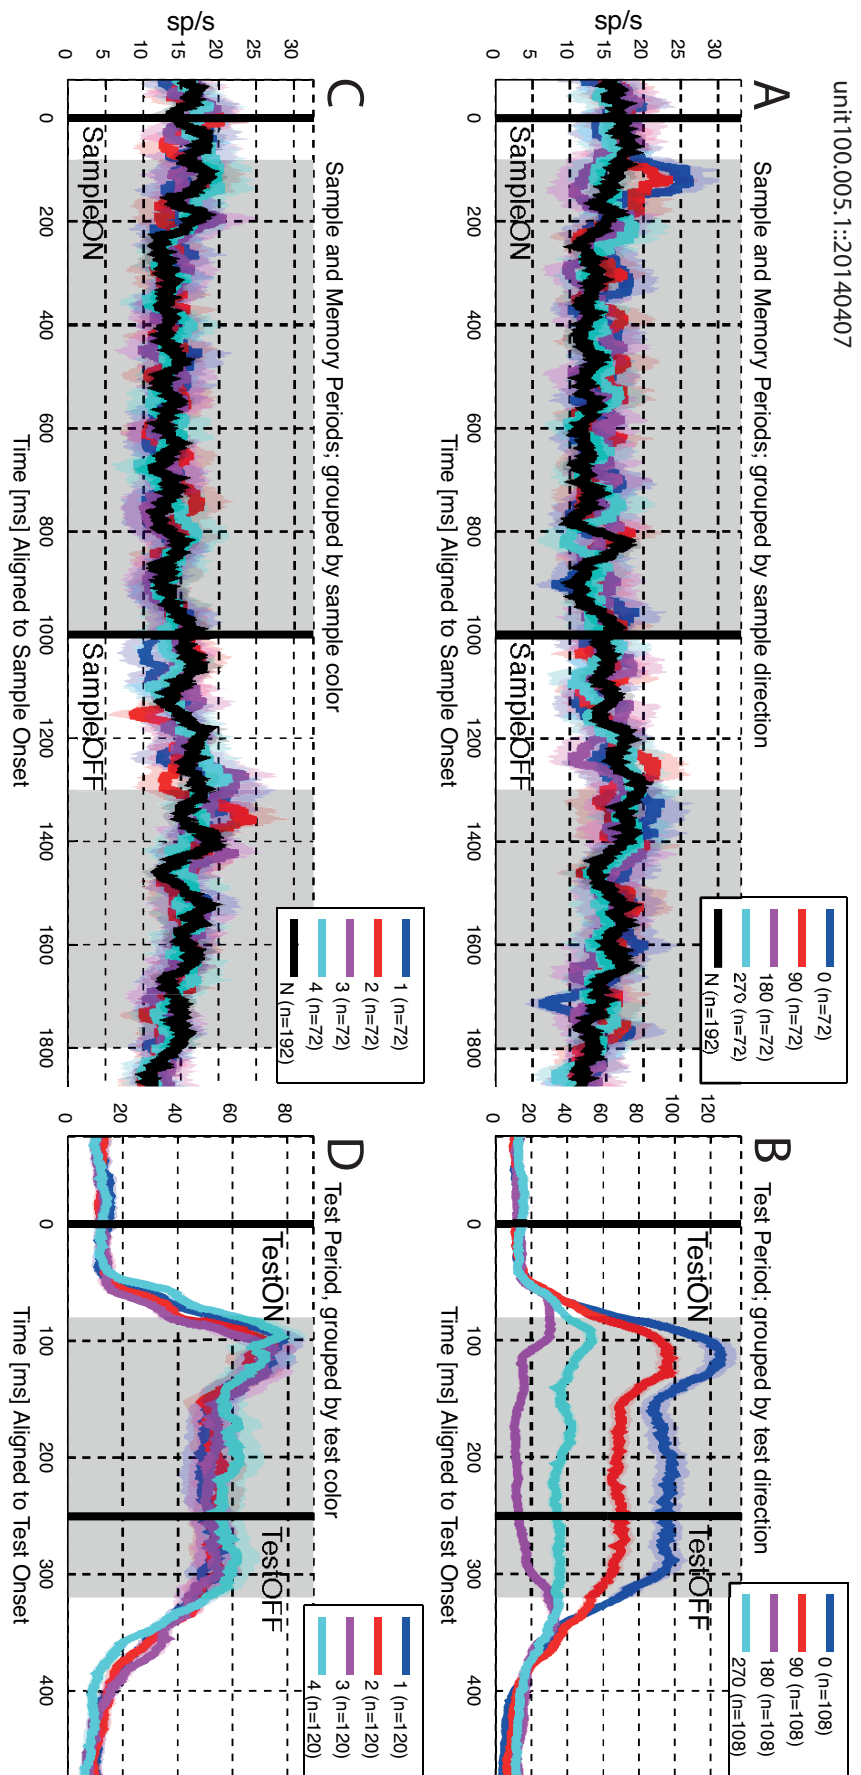 unit100.005.1::20140407
A
Sample and Memory Periods; grouped by sample direction
sp/s
30
25
20
15
10
5
0
SampleON
SampleOFF
0 200 400 600 800 1000 1200 1400 1600 1800
Time [ms] Aligned to Sample Onset
0 (n=72)
90 (n=72)
180 (n=72)
270 (n=72)
N (n=192)
B
Test Period; grouped by test direction
120
100
80
60
40
20
0
TestON
TestOFF
0 100 200 300 400
Time [ms] Aligned to Test Onset
0 (n=108)
90 (n=108)
180 (n=108)
270 (n=108)
C
Sample and Memory Periods; grouped by sample color
sp/s
30
25
20
15
10
5
0
SampleON
SampleOFF
0 200 400 600 800 1000 1200 1400 1600 1800
Time [ms] Aligned to Sample Onset
1 (n=72)
2 (n=72)
3 (n=72)
4 (n=72)
N (n=192)
D
Test Period, grouped by test color
80
60
40
20
0
TestON
TestOFF
0 100 200 300 400
Time [ms] Aligned to Test Onset
1 (n=120)
2 (n=120)
3 (n=120)
4 (n=120)